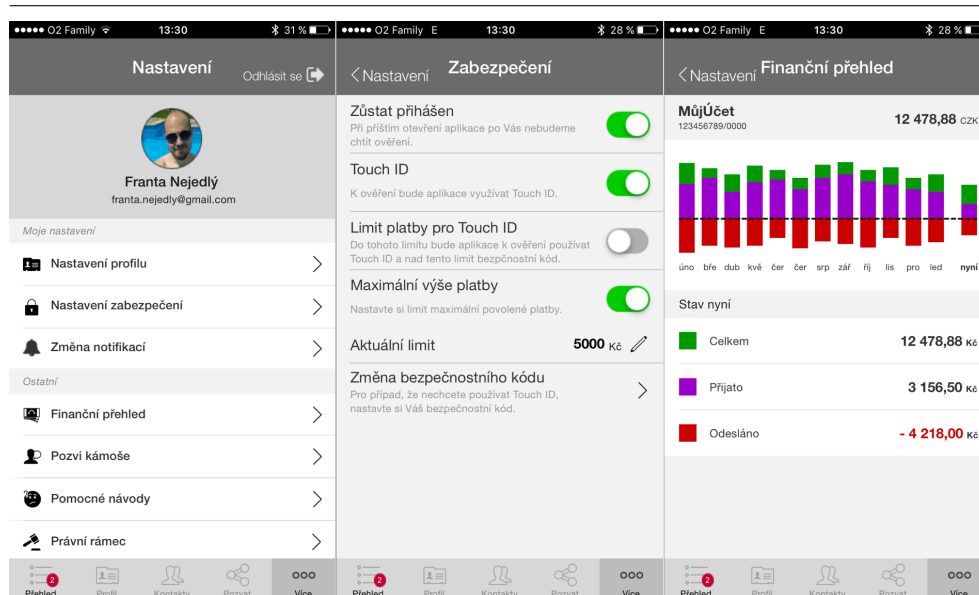 O2 Family 13:30 31 %
Nastavení
Odhlásit se
Franta Nejedlý
franta.nejedly@gmail.com
Moje nastavení
Nastavení profilu
Nastavení zabezpečení
Změna notifikací
Ostatní
Finanční přehled
Pozvi kámoše
Pomocné návody
Právní rámec
2
Přehled Profil Kontakty Pozvat Více
O2 Family E 13:30 28 %
Nastavení Zabezpečení
Zůstat přihášen
Při příštím otevření aplikace po Vás nebudeme
chtít ověření.
Touch ID
K ověření bude aplikace využívat Touch ID.
Limit platby pro Touch ID
Do tohoto limitu bude aplikace k ověření používat
Touch ID a nad tento limit bezpčnostní kód.
Maximální výše platby
Nastavte si limit maximální povolené platby.
Aktuální limit 5000 Kč
Změna bezpečnostního kódu
Pro případ, že nechcete používat Touch ID,
nastavte si Váš bezpečnostní kód.
2
Přehled Profil Kontakty Pozvat Více
O2 Family E 13:30 28 %
Nastavení Finanční přehled
MůjÚčet
123456789/0000
12 478,88 CZK
úno bře dub kvě čer čer srp zář říj lis pro led nyní
Stav nyní
Celkem 12 478,88 Kč
Přijato 3 156,50 Kč
Odesláno - 4 218,00 Kč
2
Přehled Profil Kontakty Pozvat Více